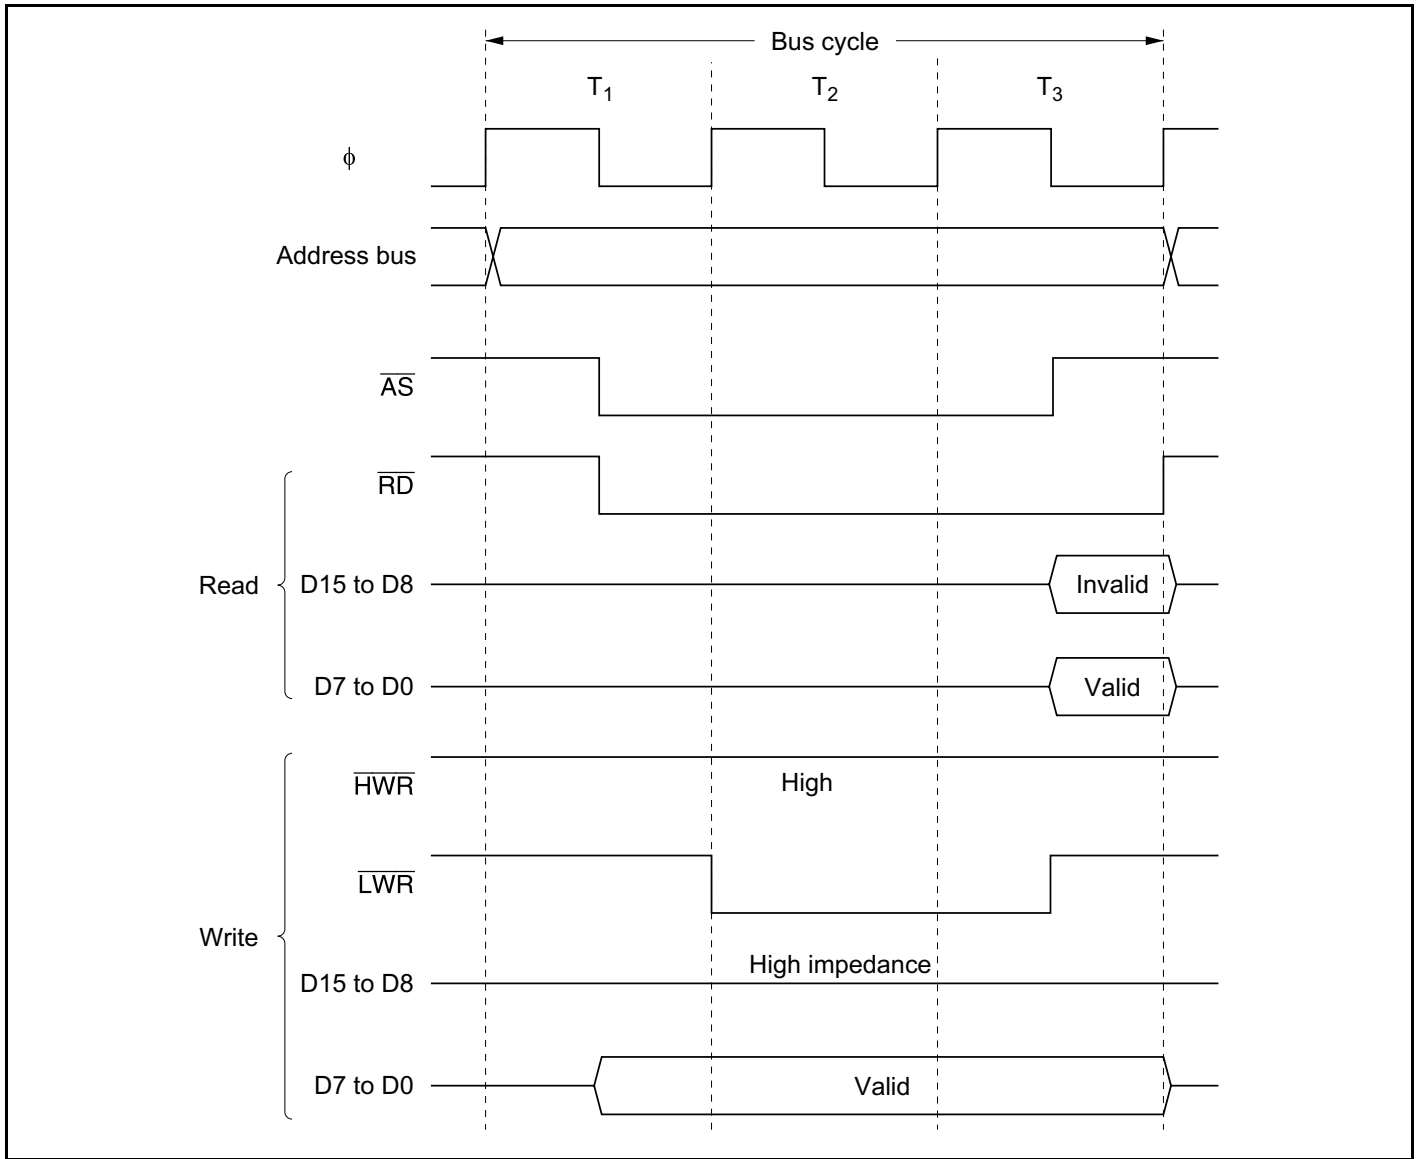 Bus cycle
T1 T2 T3
ϕ
Address bus
AS
RD
Read
D15 to D8
Invalid
D7 to D0
Valid
HWR
High
LWR
Write
High impedance
D15 to D8
D7 to D0
Valid